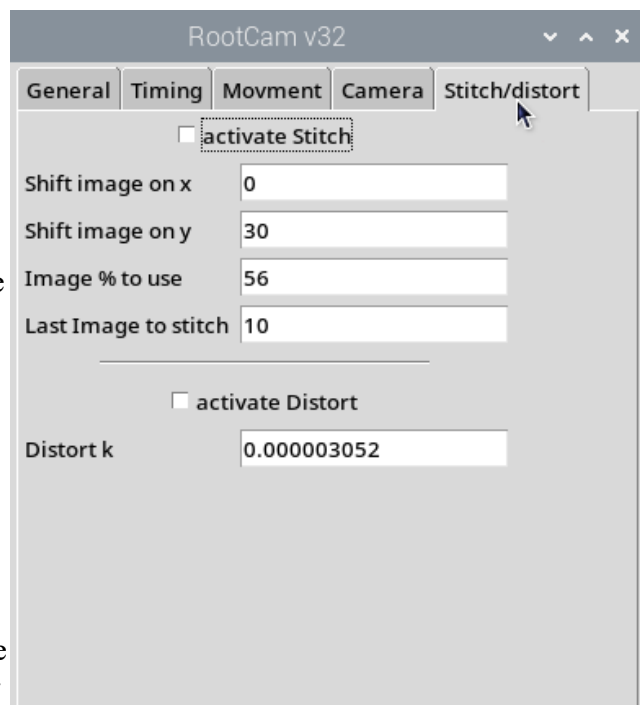 RootCam v32
General Timing Movment Camera Stitch/distort
activate Stitch
Shift image on x 0
Shift image on y 30
e Image % to use 56
Last Image to stitch 10
activate Distort
Distort k 0.000003052
e